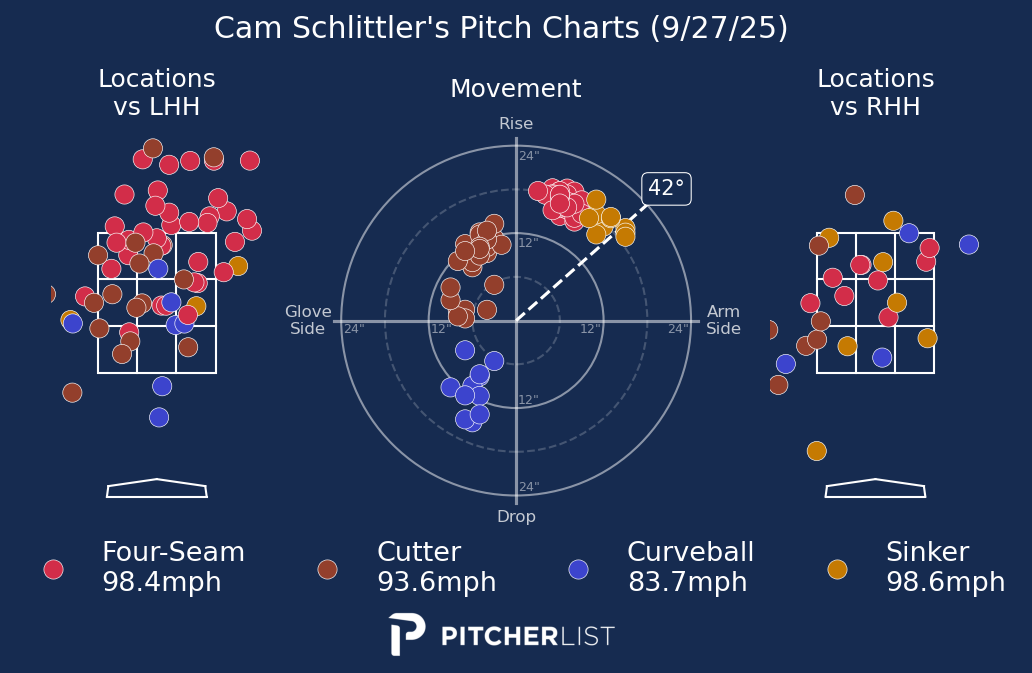 Cam Schlittler's Pitch Charts (9/27/25)
Locations
vs LHH
Movement
Locations
vs RHH
Rise
24"
42°
12"
Glove
Side
24"
12"
12"
24"
Arm
Side
12"
24"
Drop
Four-Seam
98.4mph
Cutter
93.6mph
Curveball
83.7mph
Sinker
98.6mph
PITCHERLIST